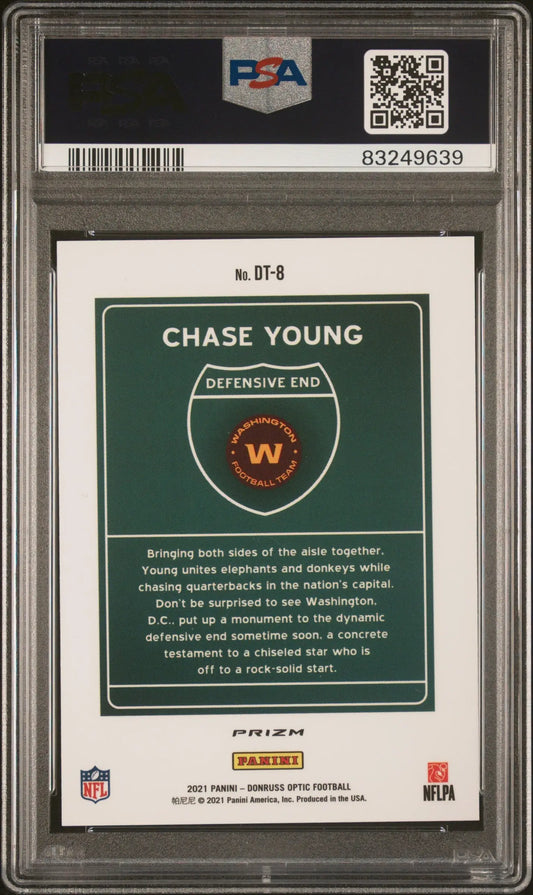 PSA
83249639
No. DT-8
CHASE YOUNG
DEFENSIVE END
WASHINGTON
W
FOOTBALL TEAM
Bringing both sides of the aisle together,
Young unites elephants and donkeys while
chasing quarterbacks in the nation's capital.
Don't be surprised to see Washington,
D.C., put up a monument to the dynamic
defensive end sometime soon, a concrete
testament to a chiseled star who is
off to a rock-solid start.
PRIZM
PANINI
NFL
NFLPA
2021 PANINI – DONRUSS OPTIC FOOTBALL
帕尼尼 © 2021 Panini America, Inc. Produced in the USA.